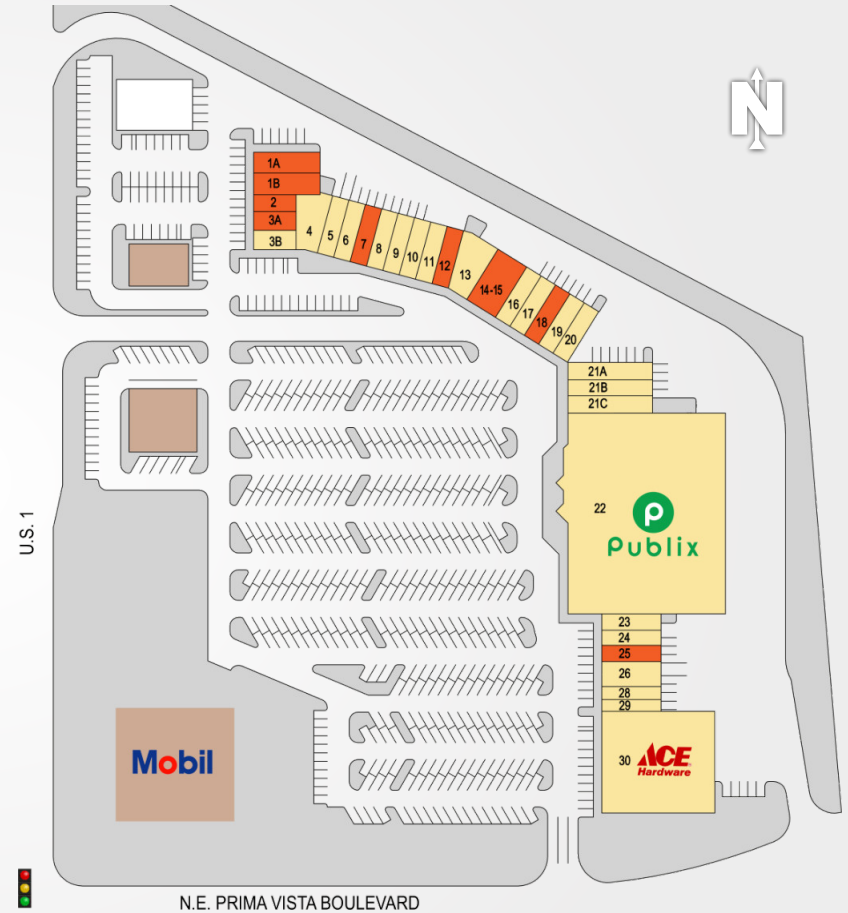 N
1A
1B
2
3A
3B
4
5
6
7
8
9
10
11
12
13
14-15
16
17
18
19
20
21A
21B
21C
22
p
Publix
23
24
25
26
28
29
30
ACE
Hardware
Mobil
U.S. 1
N.E. PRIMA VISTA BOULEVARD